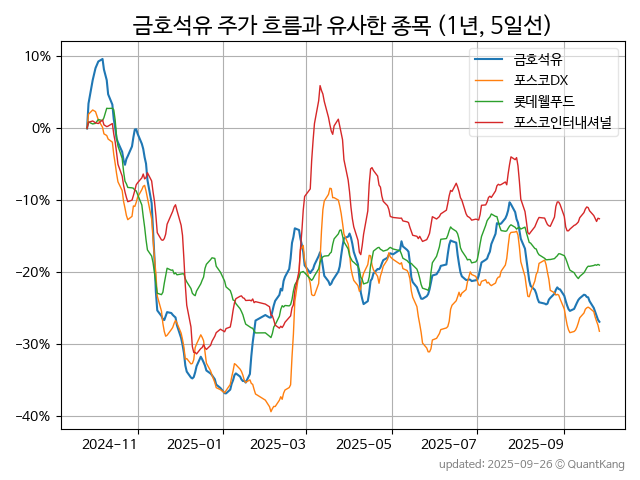 금호석유 주가 흐름과 유사한 종목 (1년, 5일선)
금호석유
포스코DX
롯데웰푸드
포스코인터내셔널
10%
0%
−10%
−20%
−30%
−40%
2024-11
2025-01
2025-03
2025-05
2025-07
2025-09
updated: 2025-09-26 © QuantKang